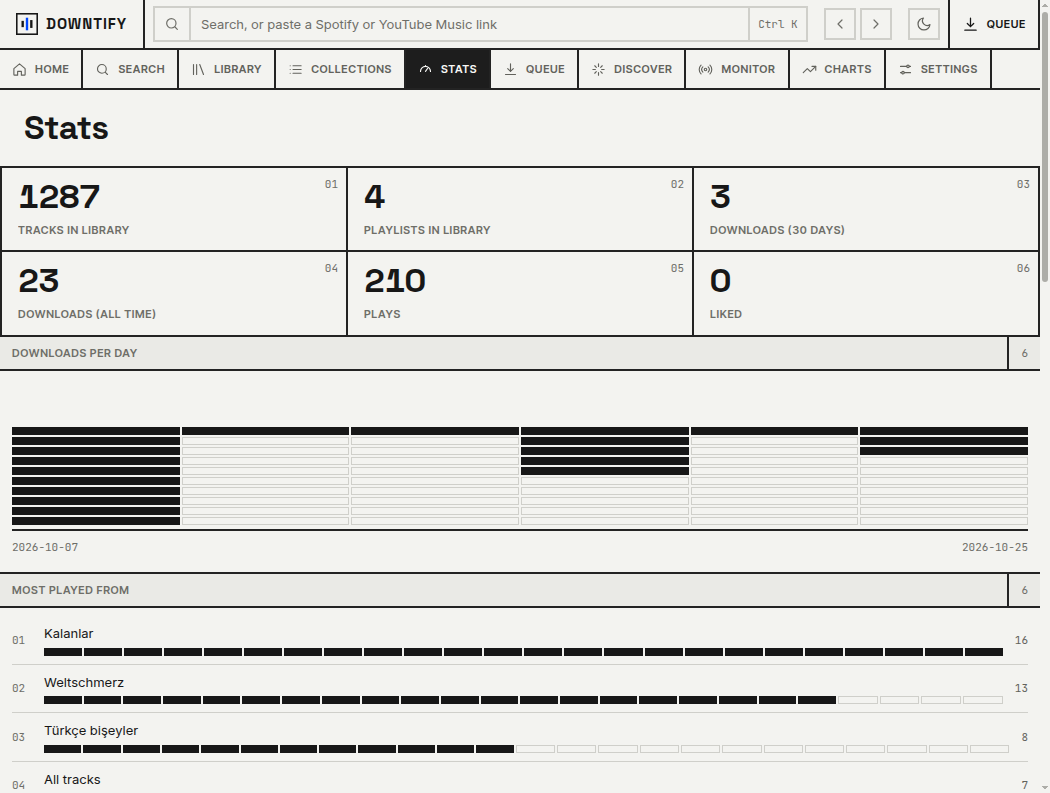 DOWNTIFY
Search, or paste a Spotify or YouTube Music link
Ctrl K
QUEUE
HOME
SEARCH
LIBRARY
COLLECTIONS
STATS
QUEUE
DISCOVER
MONITOR
CHARTS
SETTINGS
Stats
1287
01
TRACKS IN LIBRARY
4
02
PLAYLISTS IN LIBRARY
3
03
DOWNLOADS (30 DAYS)
23
04
DOWNLOADS (ALL TIME)
210
05
PLAYS
0
06
LIKED
DOWNLOADS PER DAY
6
2026-10-07
2026-10-25
MOST PLAYED FROM
6
01
Kalanlar
16
02
Weltschmerz
13
03
Türkçe bişeyler
8
04
All tracks
7